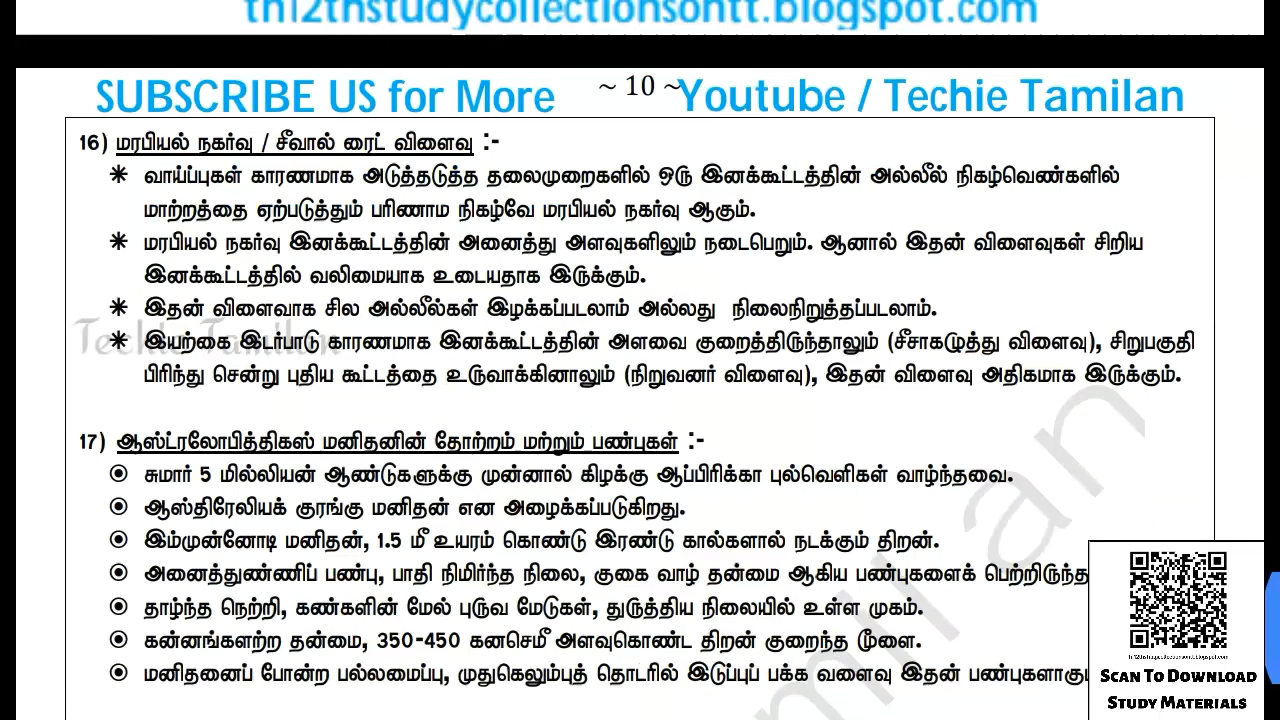 th12thstudycollectionsontt.blogspot.com
SUBSCRIBE US for More ~ 10 ~ Youtube / Techie Tamilan
16) மரபியல் நகர்வு / சீவால் ரைட் விளைவு :-
வாய்ப்புகள் காரணமாக அடுத்தடுத்த தலைமுறைகளில் ஒரு இனக்கூட்டத்தின் அல்லீல் நிகழ்வெண்களில்
மாற்றத்தை ஏற்படுத்தும் பரிணாம நிகழ்வே மரபியல் நகர்வு ஆகும்.
மரபியல் நகர்வு இனக்கூட்டத்தின் அனைத்து அளவுகளிலும் நடைபெறும். ஆனால் இதன் விளைவுகள் சிறிய
இனக்கூட்டத்தில் வலிமையாக உடையதாக இருக்கும்.
இதன் விளைவாக சில அல்லீல்கள் இழக்கப்படலாம் அல்லது நிலைநிறுத்தப்படலாம்.
இயற்கை இடர்பாடு காரணமாக இனக்கூட்டத்தின் அளவை குறைத்திருந்தாலும் (சீசாகழுத்து விளைவு), சிறுபகுதி
பிரிந்து சென்று புதிய கூட்டத்தை உருவாக்கினாலும் (நிறுவனர் விளைவு), இதன் விளைவு அதிகமாக இருக்கும்.
Techie Tamilan
17) ஆஸ்ட்ரலோபித்திகஸ் மனிதனின் தோற்றம் மற்றும் பண்புகள் :-
சுமார் 5 மில்லியன் ஆண்டுகளுக்கு முன்னால் கிழக்கு ஆப்பிரிக்கா புல்வெளிகள் வாழ்ந்தவை.
ஆஸ்திரேலியக் குரங்கு மனிதன் என அழைக்கப்படுகிறது.
இம்முன்னோடி மனிதன், 1.5 மீ உயரம் கொண்டு இரண்டு கால்களால் நடக்கும் திறன்.
அனைத்துண்ணிப் பண்பு, பாதி நிமிர்ந்த நிலை, குகை வாழ் தன்மை ஆகிய பண்புகளைக் பெற்றிருந்த
தாழ்ந்த நெற்றி, கண்களின் மேல் புருவ மேடுகள், துருத்திய நிலையில் உள்ள முகம்.
கன்னங்களற்ற தன்மை, 350-450 கனசெமீ அளவுகொண்ட திறன் குறைந்த மூளை.
மனிதனைப் போன்ற பல்லமைப்பு, முதுகெலும்புத் தொடரில் இடுப்புப் பக்க வளைவு இதன் பண்புகளாகு
th12thstudycollectionsontt.blogspot.com
SCAN TO DOWNLOAD
STUDY MATERIALS